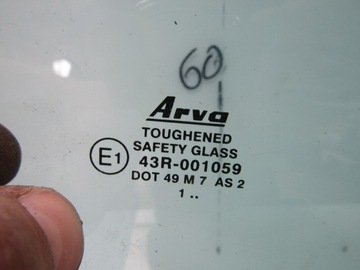 60
Arva
TOUGHENED
SAFETY GLASS
E1 43R-001059
DOT 49 M 7 AS 2
1 ..